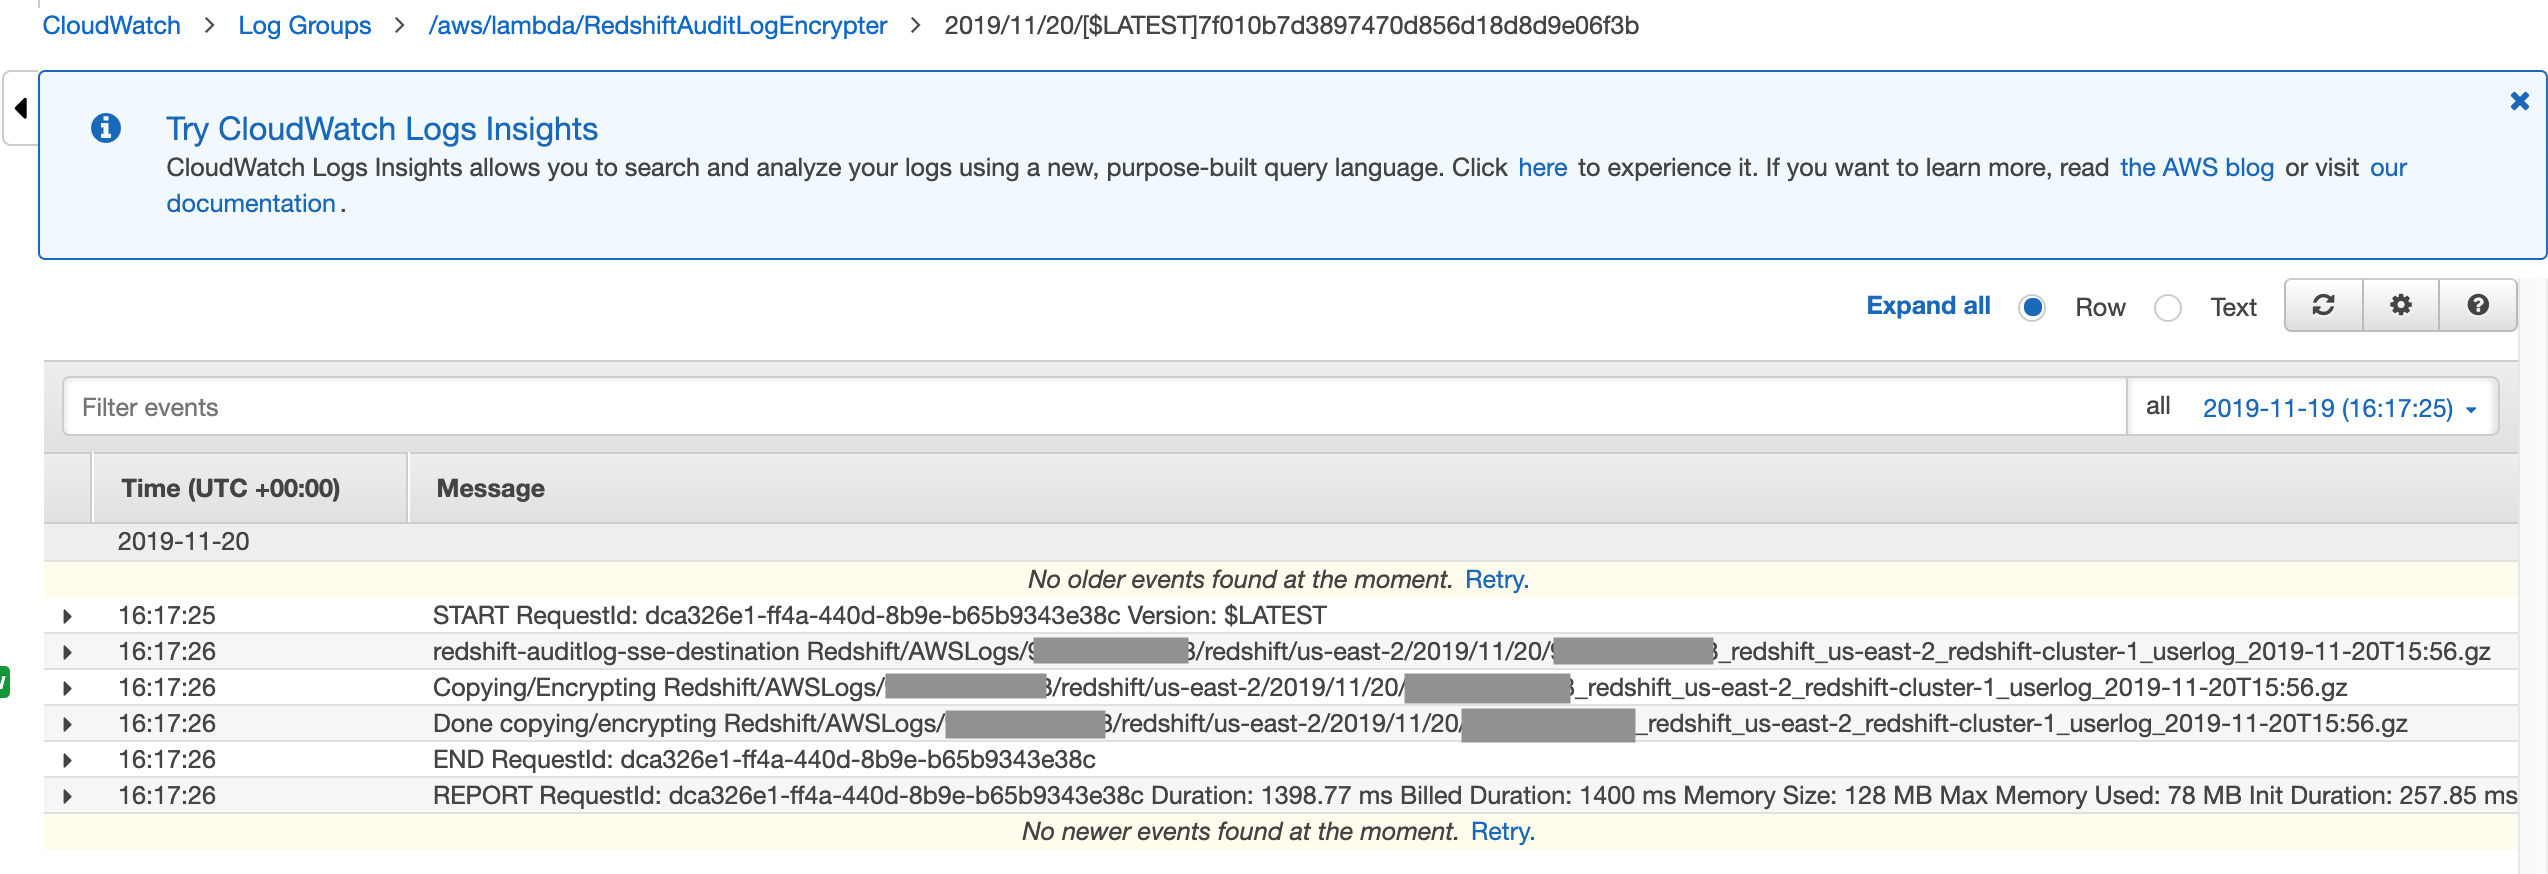 CloudWatch > Log Groups > /aws/lambda/RedshiftAuditLogEncrypter > 2019/11/20/[$LATEST]7f010b7d3897470d856d18d8d9e06f3b
Try CloudWatch Logs Insights
CloudWatch Logs Insights allows you to search and analyze your logs using a new, purpose-built query language. Click here to experience it. If you want to learn more, read the AWS blog or visit our
documentation .
Expand all Row Text
Filter events all 2019-11-19 (16:17:25)
Time (UTC +00:00) Message
2019-11-20
No older events found at the moment. Retry.
16:17:25 START RequestId: dca326e1-ff4a-440d-8b9e-b65b9343e38c Version: $LATEST
16:17:26 redshift-auditlog-sse-destination Redshift/AWSLogs/ /redshift/us-east-2/2019/11/20/ _redshift_us-east-2_redshift-cluster-1_userlog_2019-11-20T15:56.gz
16:17:26 Copying/Encrypting Redshift/AWSLogs/ /redshift/us-east-2/2019/11/20/ _redshift_us-east-2_redshift-cluster-1_userlog_2019-11-20T15:56.gz
16:17:26 Done copying/encrypting Redshift/AWSLogs/ /redshift/us-east-2/2019/11/20/ _redshift_us-east-2_redshift-cluster-1_userlog_2019-11-20T15:56.gz
16:17:26 END RequestId: dca326e1-ff4a-440d-8b9e-b65b9343e38c
16:17:26 REPORT RequestId: dca326e1-ff4a-440d-8b9e-b65b9343e38c Duration: 1398.77 ms Billed Duration: 1400 ms Memory Size: 128 MB Max Memory Used: 78 MB Init Duration: 257.85 ms
No newer events found at the moment. Retry.